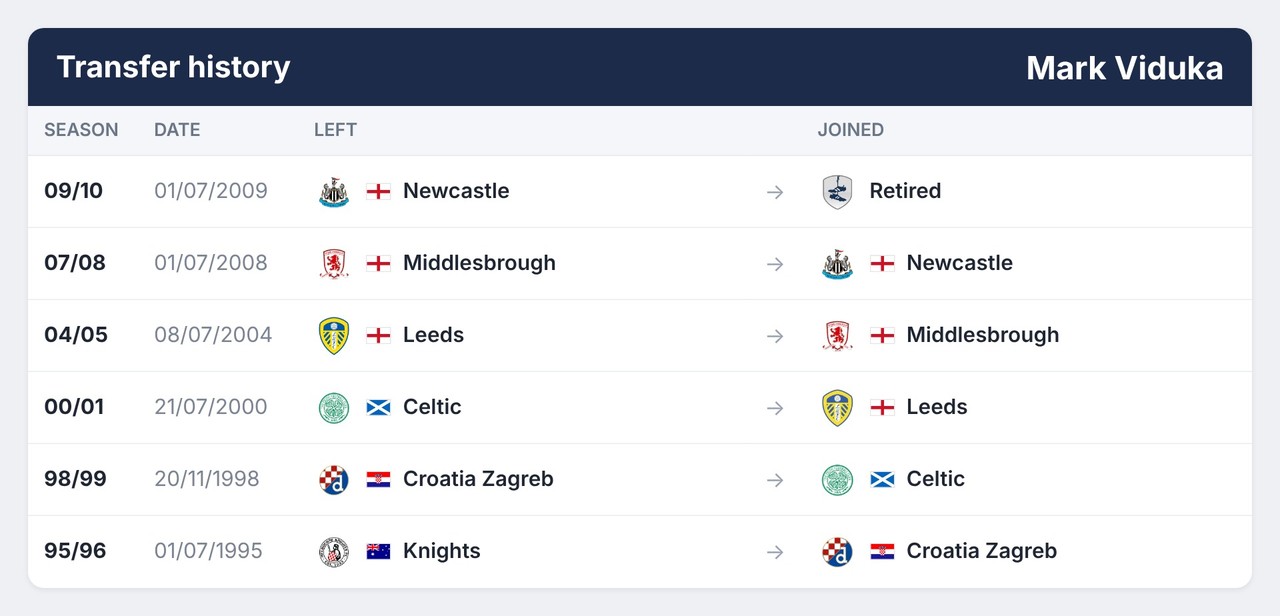 Transfer history Mark Viduka
SEASON DATE LEFT JOINED
09/10 01/07/2009 Newcastle → Retired
07/08 01/07/2008 Middlesbrough → Newcastle
04/05 08/07/2004 Leeds → Middlesbrough
00/01 21/07/2000 Celtic → Leeds
98/99 20/11/1998 Croatia Zagreb → Celtic
95/96 01/07/1995 Knights → Croatia Zagreb